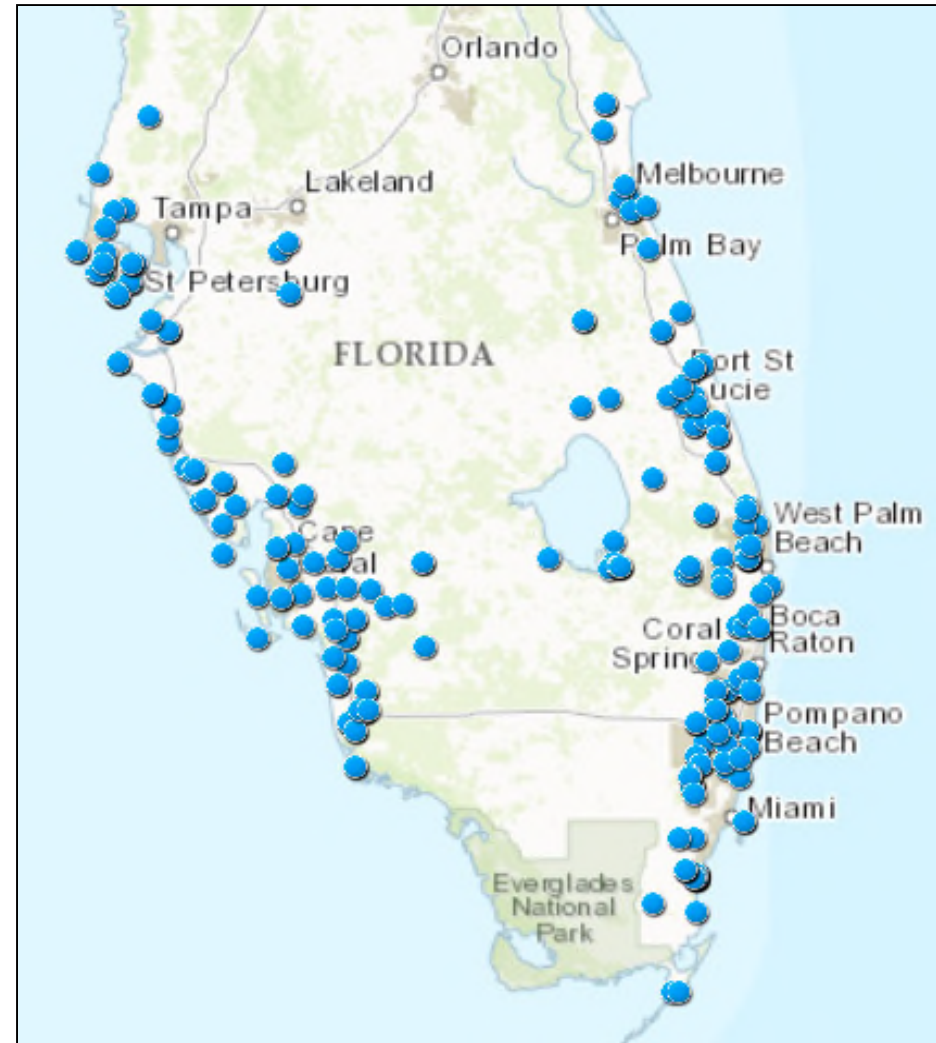 Orlando
Melbourne
Lakeland
Tampa
Palm Bay
St Petersburg
FLORIDA
Port St
Lucie
West Palm
Beach
Cape
Coral
Boca
Raton
Coral
Springs
Pompano
Beach
Miami
Everglades
National
Park